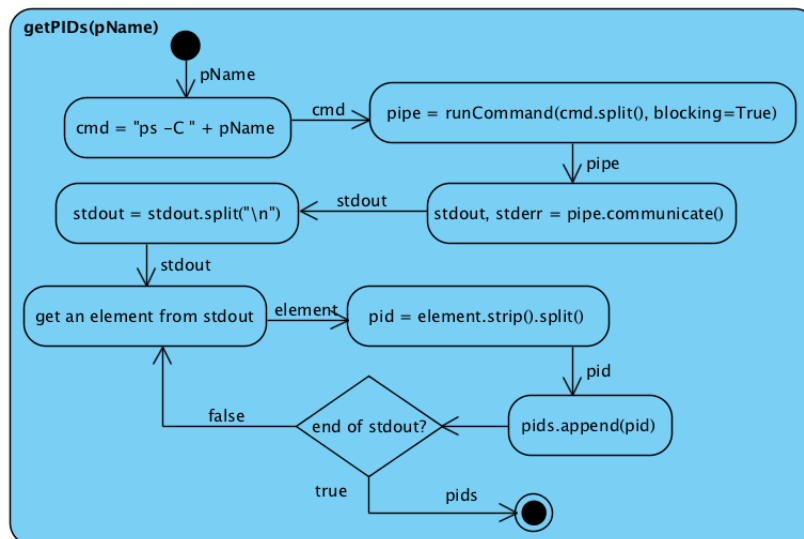 getPIDs(pName)
pName
cmd = "ps -C " + pName
cmd
pipe = runCommand(cmd.split(), blocking=True)
pipe
stdout, stderr = pipe.communicate()
stdout
stdout = stdout.split("\n")
stdout
get an element from stdout
element
pid = element.strip().split()
pid
pids.append(pid)
end of stdout?
false
true
pids